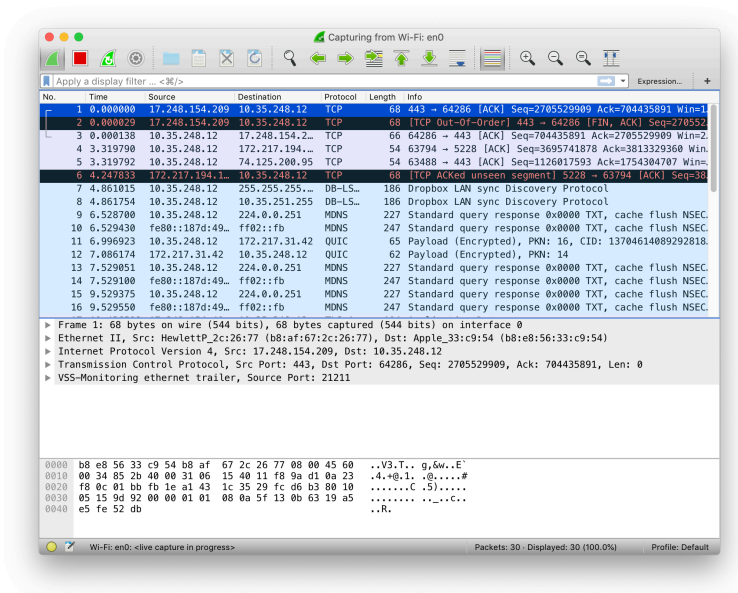 Capturing from Wi-Fi: en0
Apply a display filter ... <⌘/>
Expression...
+
No. Time Source Destination Protocol Length Info
1 0.000000 17.248.154.209 10.35.248.12 TCP 68 443 → 64286 [ACK] Seq=2705529909 Ack=704435891 Win=1…
2 0.000029 17.248.154.209 10.35.248.12 TCP 68 [TCP Out-Of-Order] 443 → 64286 [FIN, ACK] Seq=270552…
3 0.000138 10.35.248.12 17.248.154.2… TCP 66 64286 → 443 [ACK] Seq=704435891 Ack=2705529909 Win=2…
4 3.319790 10.35.248.12 172.217.194.… TCP 54 63794 → 5228 [ACK] Seq=3695741878 Ack=3813329360 Win…
5 3.319792 10.35.248.12 74.125.200.95 TCP 54 63488 → 443 [ACK] Seq=1126017593 Ack=1754304707 Win=…
6 4.247833 172.217.194.1… 10.35.248.12 TCP 68 [TCP ACKed unseen segment] 5228 → 63794 [ACK] Seq=38…
7 4.861015 10.35.248.12 255.255.255.… DB-LS… 186 Dropbox LAN sync Discovery Protocol
8 4.861754 10.35.248.12 10.35.251.255 DB-LS… 186 Dropbox LAN sync Discovery Protocol
9 6.528700 10.35.248.12 224.0.0.251 MDNS 227 Standard query response 0x0000 TXT, cache flush NSEC…
10 6.529430 fe80::187d:49… ff02::fb MDNS 247 Standard query response 0x0000 TXT, cache flush NSEC…
11 6.996923 10.35.248.12 172.217.31.42 QUIC 65 Payload (Encrypted), PKN: 16, CID: 13704614089292818…
12 7.086174 172.217.31.42 10.35.248.12 QUIC 62 Payload (Encrypted), PKN: 14
13 7.529051 10.35.248.12 224.0.0.251 MDNS 227 Standard query response 0x0000 TXT, cache flush NSEC…
14 7.529100 fe80::187d:49… ff02::fb MDNS 247 Standard query response 0x0000 TXT, cache flush NSEC…
15 9.529375 10.35.248.12 224.0.0.251 MDNS 227 Standard query response 0x0000 TXT, cache flush NSEC…
16 9.529550 fe80::187d:49… ff02::fb MDNS 247 Standard query response 0x0000 TXT, cache flush NSEC…
Frame 1: 68 bytes on wire (544 bits), 68 bytes captured (544 bits) on interface 0
Ethernet II, Src: HewlettP_2c:26:77 (b8:af:67:2c:26:77), Dst: Apple_33:c9:54 (b8:e8:56:33:c9:54)
Internet Protocol Version 4, Src: 17.248.154.209, Dst: 10.35.248.12
Transmission Control Protocol, Src Port: 443, Dst Port: 64286, Seq: 2705529909, Ack: 704435891, Len: 0
VSS-Monitoring ethernet trailer, Source Port: 21211
0000 b8 e8 56 33 c9 54 b8 af 67 2c 26 77 08 00 45 60 ..V3.T.. g,&w..E`
0010 00 34 85 2b 40 00 31 06 15 40 11 f8 9a d1 0a 23 .4.+@.1. .@.....#
0020 f8 0c 01 bb fb 1e a1 43 1c 35 29 fc d6 b3 80 10 .......C .5).....
0030 05 15 9d 92 00 00 01 01 08 0a 5f 13 0b 63 19 a5 ........ .._..c..
0040 e5 fe 52 db ..R.
Wi-Fi: en0: <live capture in progress> Packets: 30 · Displayed: 30 (100.0%) Profile: Default